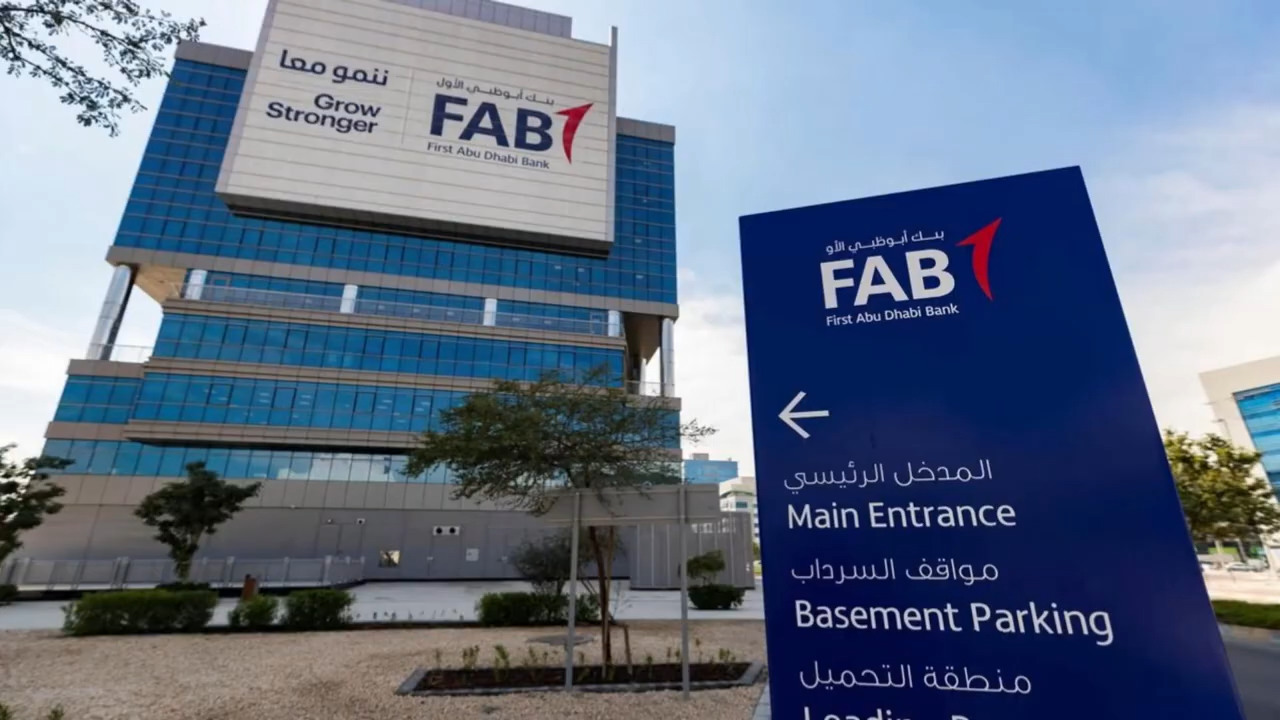 ننمو معا
Grow
Stronger
بنك أبوظبي الأول
FAB
First Abu Dhabi Bank
بنك أبوظبي الأو
FAB
First Abu Dhabi Bank
المدخل الرئيسي
Main Entrance
مواقف السرداب
Basement Parking
منطقة التحميل
Loading